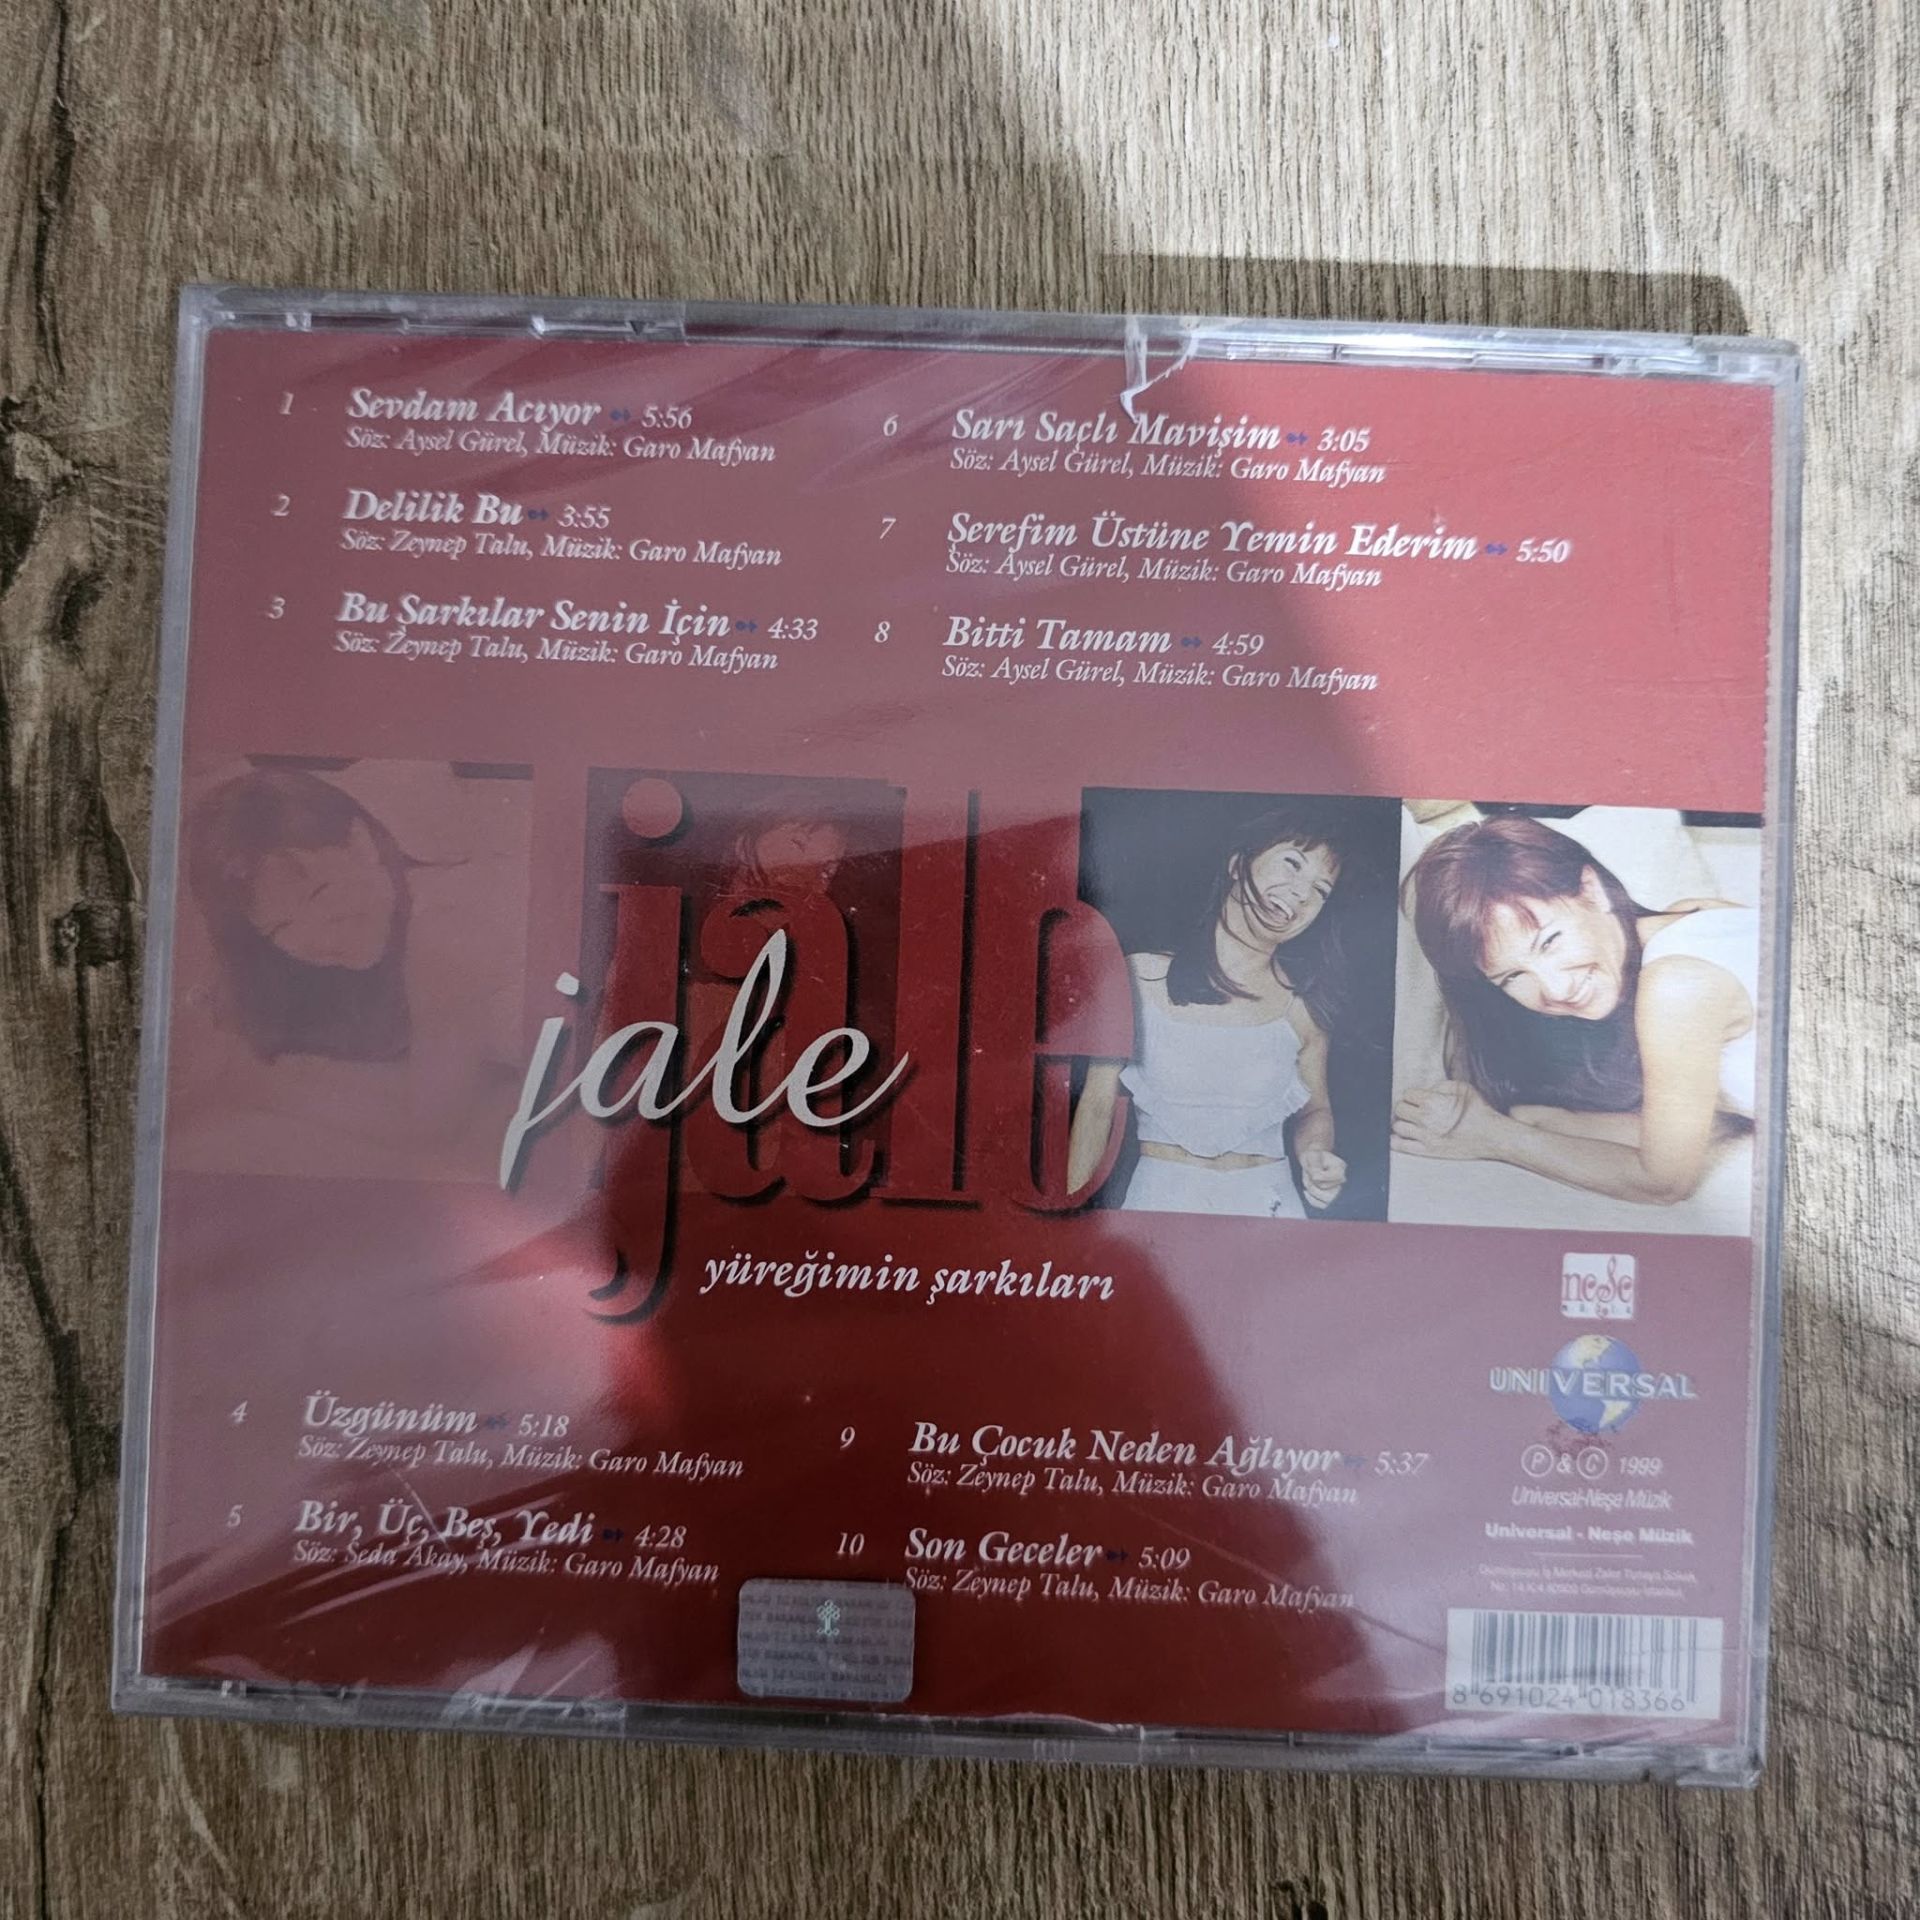 1 Sevdam Acıyor 5:56
Söz: Aysel Gürel, Müzik: Garo Mafyan
2 Delilik Bu 3:55
Söz: Zeynep Talu, Müzik: Garo Mafyan
3 Bu Şarkılar Senin İçin 4:33
Söz: Zeynep Talu, Müzik: Garo Mafyan
6 Sarı Saçlı Mavişim 3:05
Söz: Aysel Gürel, Müzik: Garo Mafyan
7 Şerefim Üstüne Yemin Ederim 5:50
Söz: Aysel Gürel, Müzik: Garo Mafyan
8 Bitti Tamam 4:59
Söz: Aysel Gürel, Müzik: Garo Mafyan
jale
jale
yüreğimin şarkıları
4 Üzgünüm 5:18
Söz: Zeynep Talu, Müzik: Garo Mafyan
5 Bir, Üç, Beş, Yedi 4:28
Söz: Seda Akay, Müzik: Garo Mafyan
9 Bu Çocuk Neden Ağlıyor 5:37
Söz: Zeynep Talu, Müzik: Garo Mafyan
10 Son Geceler 5:09
Söz: Zeynep Talu, Müzik: Garo Mafyan
neşe
müzik
UNIVERSAL
Ⓟ & © 1999
Universal-Neşe Müzik
Universal - Neşe Müzik
8 691024 018366